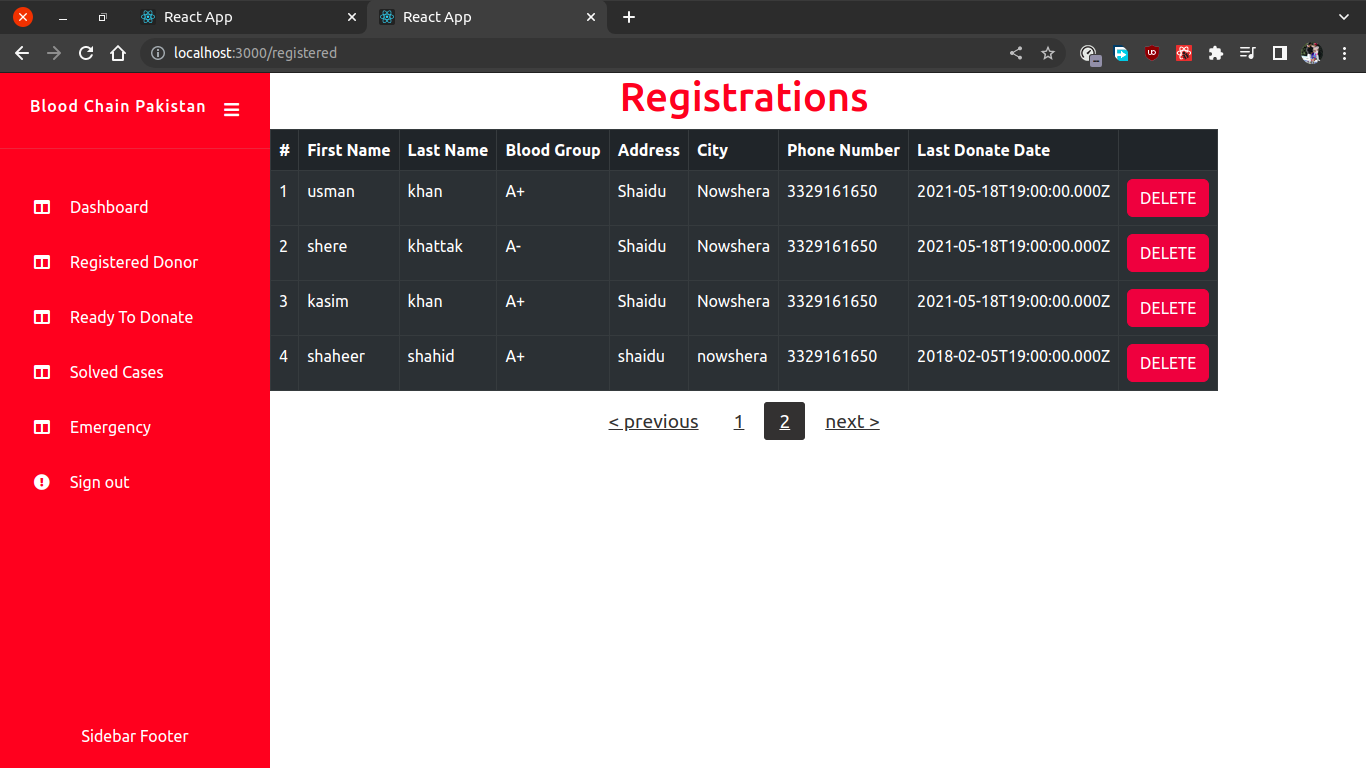 React App
React App
localhost:3000/registered
Blood Chain Pakistan
Dashboard
Registered Donor
Ready To Donate
Solved Cases
Emergency
Sign out
Sidebar Footer
Registrations
# First Name Last Name Blood Group Address City Phone Number Last Donate Date
1 usman khan A+ Shaidu Nowshera 3329161650 2021-05-18T19:00:00.000Z DELETE
2 shere khattak A- Shaidu Nowshera 3329161650 2021-05-18T19:00:00.000Z DELETE
3 kasim khan A+ Shaidu Nowshera 3329161650 2021-05-18T19:00:00.000Z DELETE
4 shaheer shahid A+ shaidu nowshera 3329161650 2018-02-05T19:00:00.000Z DELETE
< previous 1 2 next >